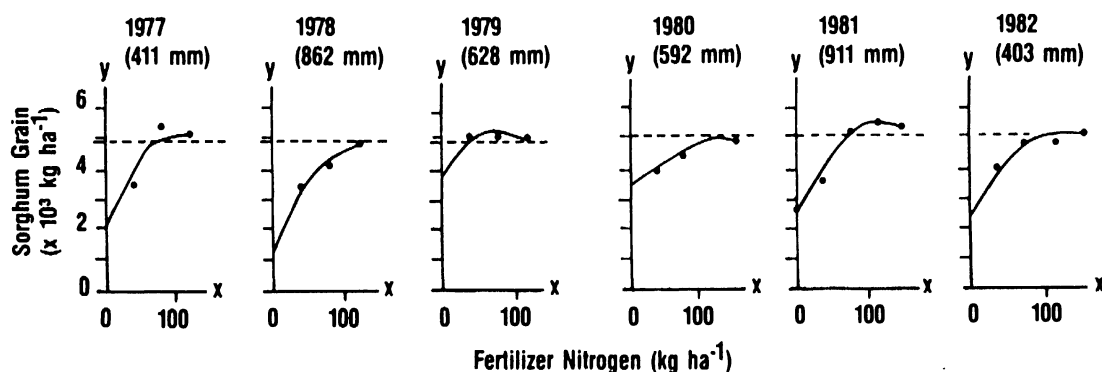 1977
(411 mm)
1978
(862 mm)
1979
(628 mm)
1980
(592 mm)
1981
(911 mm)
1982
(403 mm)
y y y y y y
Sorghum Grain
(x 10³ kg ha⁻¹)
6
4
2
0
x x x x x x
0 100 0 100 0 100 0 100 0 100 0 100
Fertilizer Nitrogen (kg ha⁻¹)